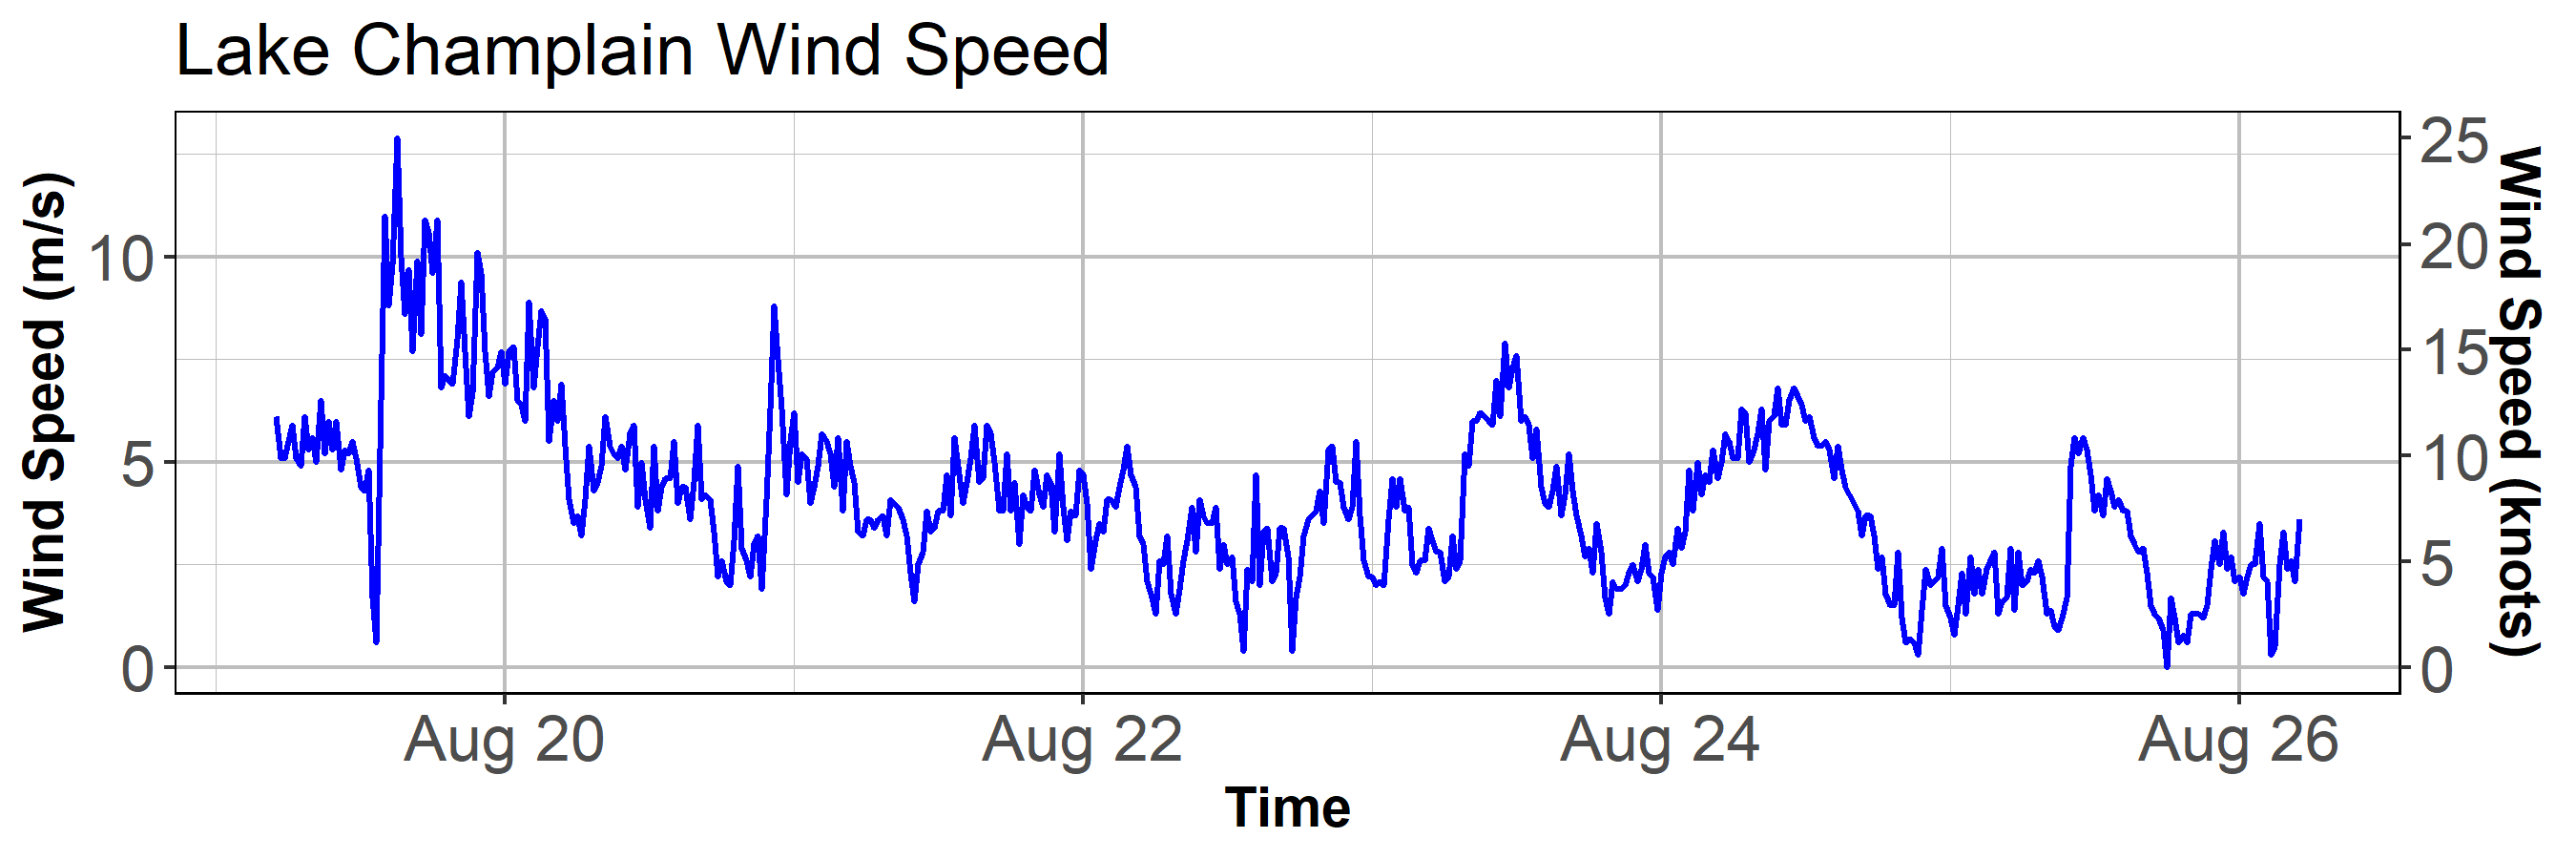 Lake Champlain Wind Speed
Wind Speed (m/s)
10
5
0
25
20
15
10
5
0
Wind Speed (knots)
Aug 20
Aug 22
Aug 24
Aug 26
Time